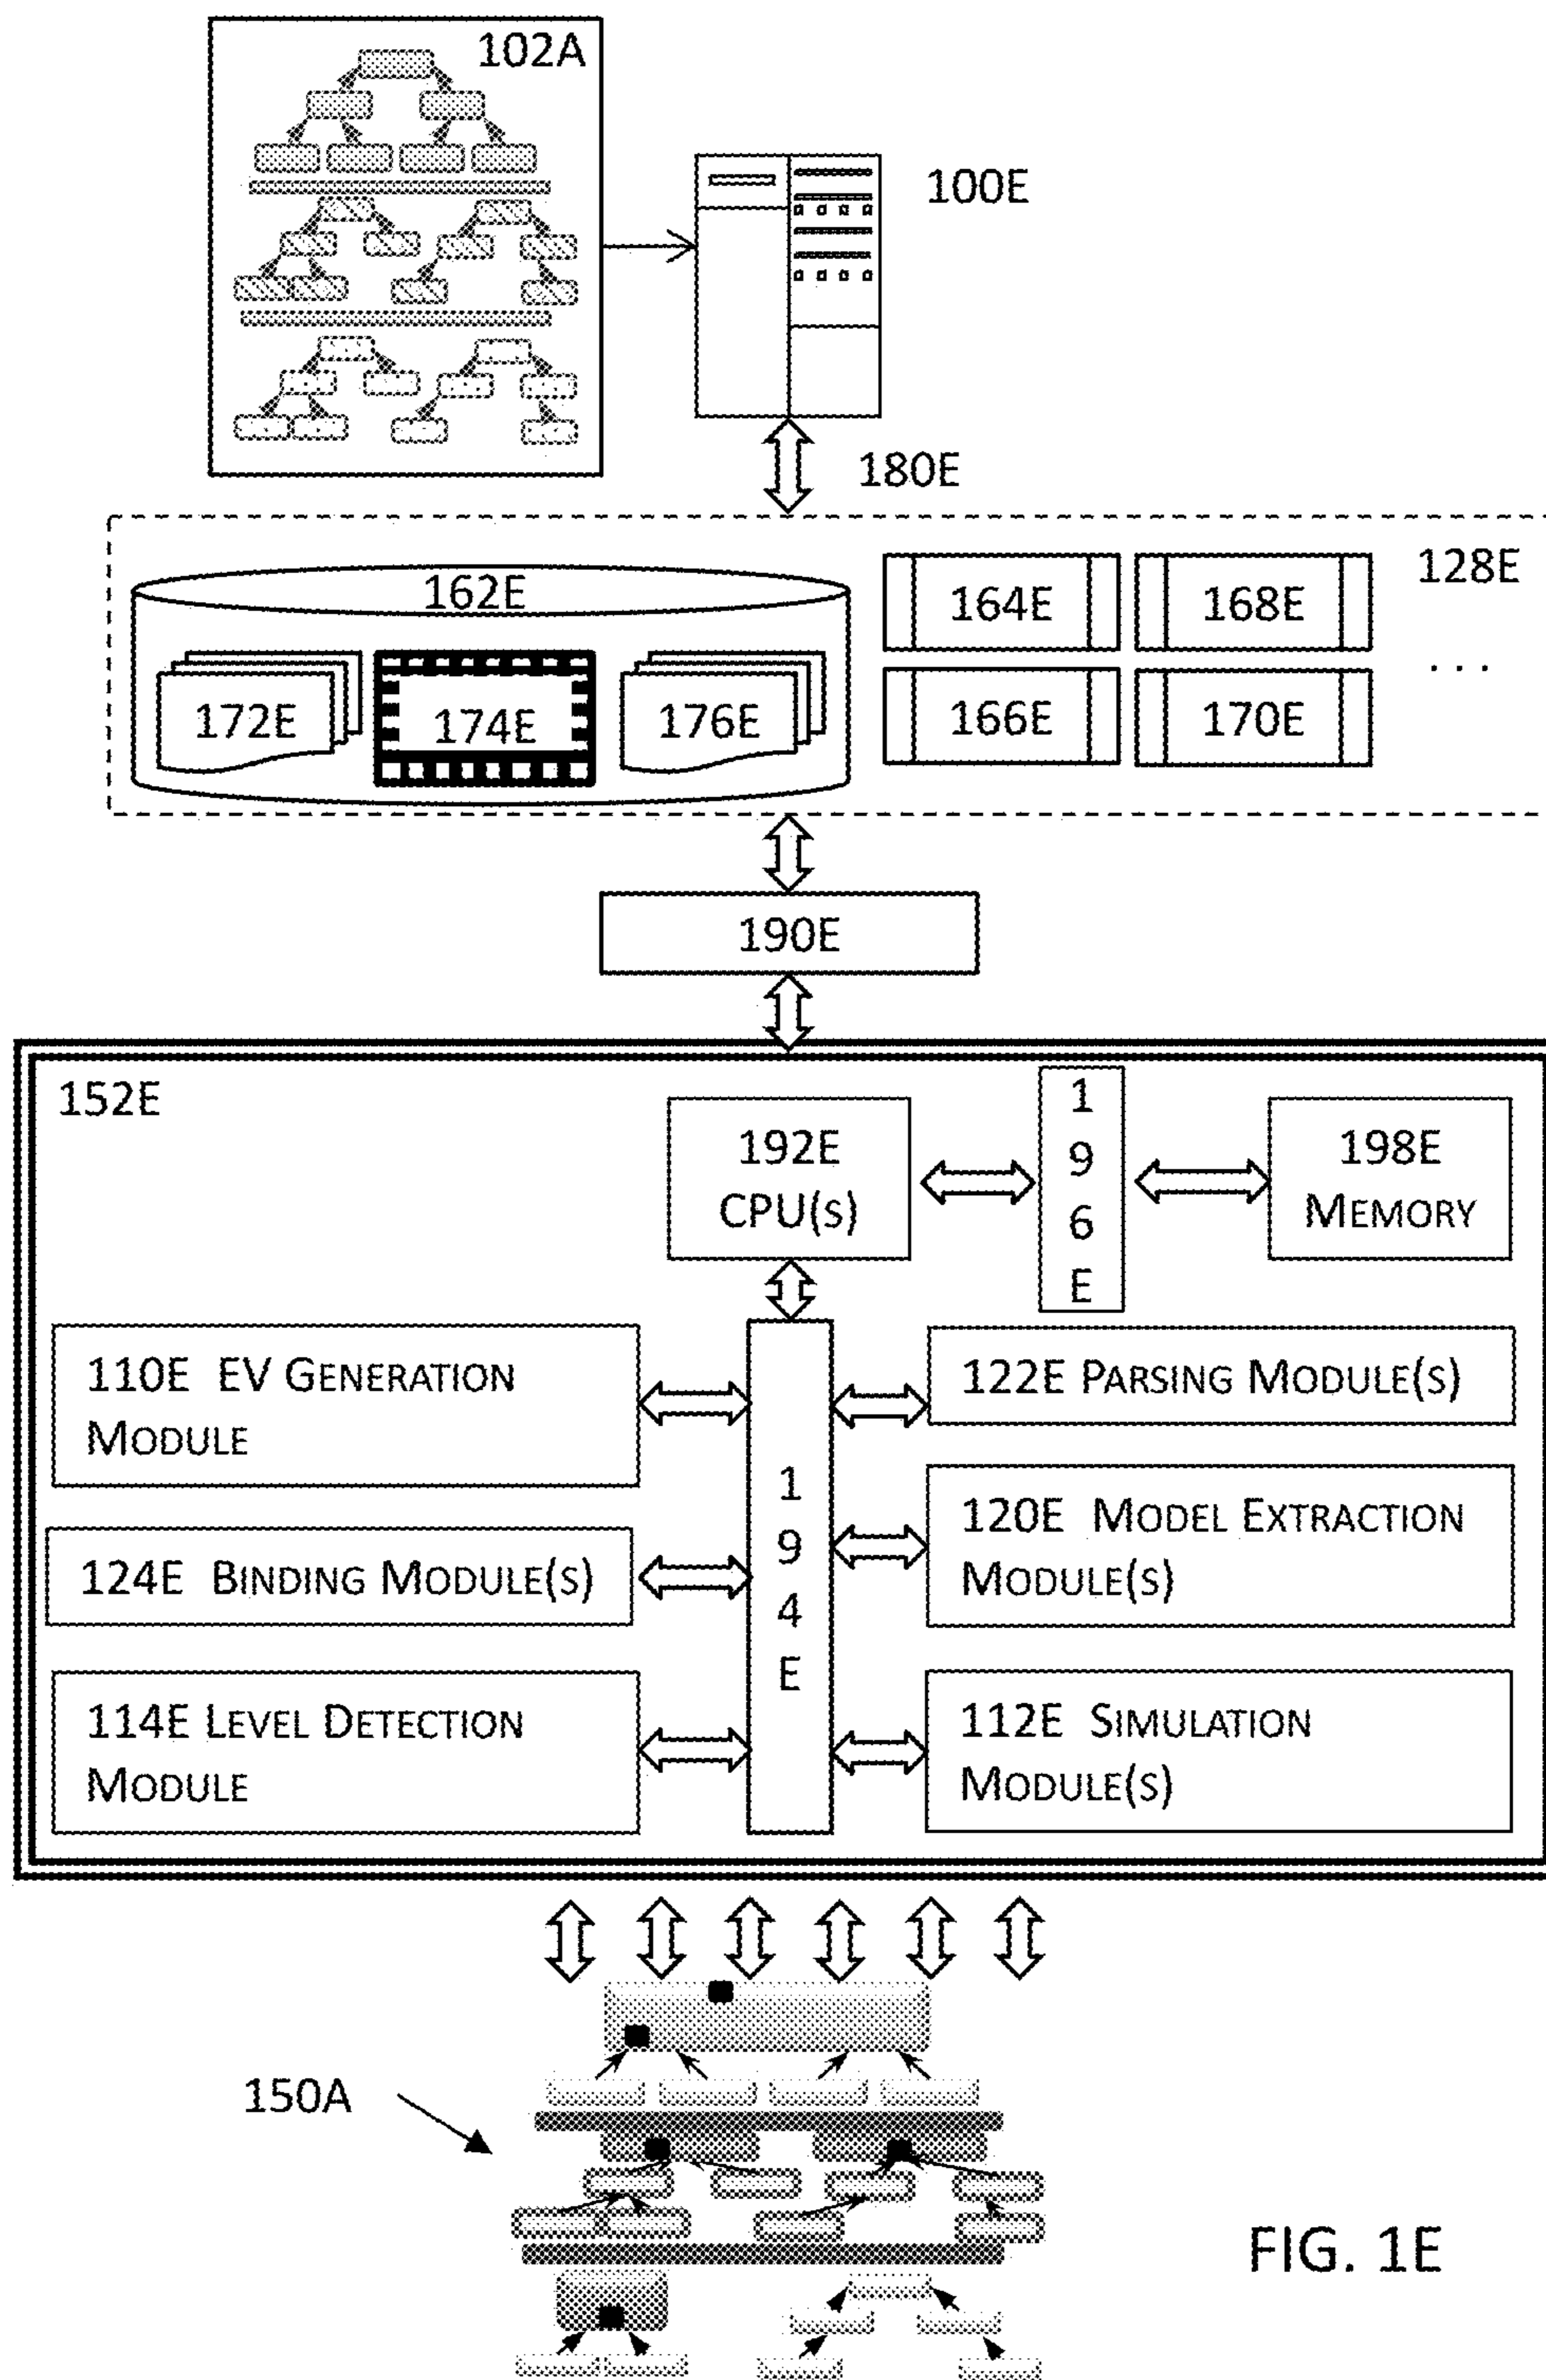 102A
100E
180E
128E
162E
164E
168E
172E
174E
176E
166E
170E
. . .
190E
152E
192E
CPU(s)
1
9
6
E
198E
MEMORY
110E EV GENERATION
MODULE
122E PARSING MODULE(S)
1
9
4
E
124E BINDING MODULE(S)
120E MODEL EXTRACTION
MODULE(S)
114E LEVEL DETECTION
MODULE
112E SIMULATION
MODULE(S)
150A
FIG. 1E